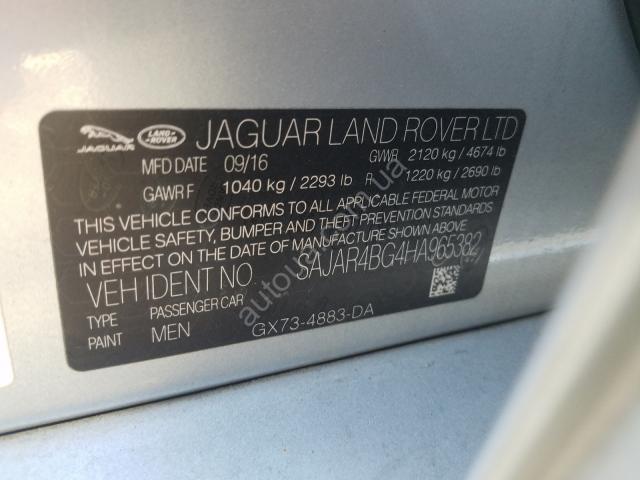 JAGUAR LAND-ROVER JAGUAR LAND ROVER LTD
MFD DATE 09/16 GVWR 2120 kg / 4674 lb
GAWR F 1040 kg / 2293 lb R 1220 kg / 2690 lb
THIS VEHICLE CONFORMS TO ALL APPLICABLE FEDERAL MOTOR
VEHICLE SAFETY, BUMPER AND THEFT PREVENTION STANDARDS
IN EFFECT ON THE DATE OF MANUFACTURE SHOWN ABOVE
VEH IDENT NO. SAJAR4BG4HA965382
TYPE PASSENGER CAR
PAINT MEN GX73-4883-DA
autoua.com.ua